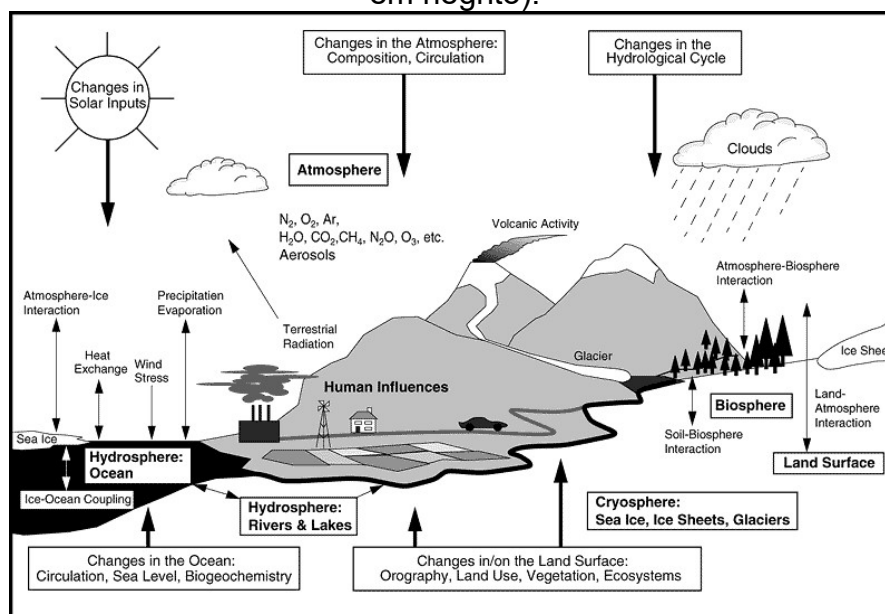 em negrito).
Changes in
Solar Inputs
Changes in the Atmosphere:
Composition, Circulation
Changes in the
Hydrological Cycle
Clouds
Atmosphere
N₂, O₂, Ar,
H₂O, CO₂,CH₄, N₂O, O₃, etc.
Aerosols
Volcanic Activity
Atmosphere-Biosphere
Interaction
Atmosphere-Ice
Interaction
Precipitation
Evaporation
Terrestrial
Radiation
Heat
Exchange
Wind
Stress
Human Influences
Glacier
Ice Sheet
Biosphere
Land-
Atmosphere
Interaction
Soil-Biosphere
Interaction
Land Surface
Sea Ice
Hydrosphere:
Ocean
Ice-Ocean Coupling
Hydrosphere:
Rivers & Lakes
Cryosphere:
Sea Ice, Ice Sheets, Glaciers
Changes in the Ocean:
Circulation, Sea Level, Biogeochemistry
Changes in/on the Land Surface:
Orography, Land Use, Vegetation, Ecosystems